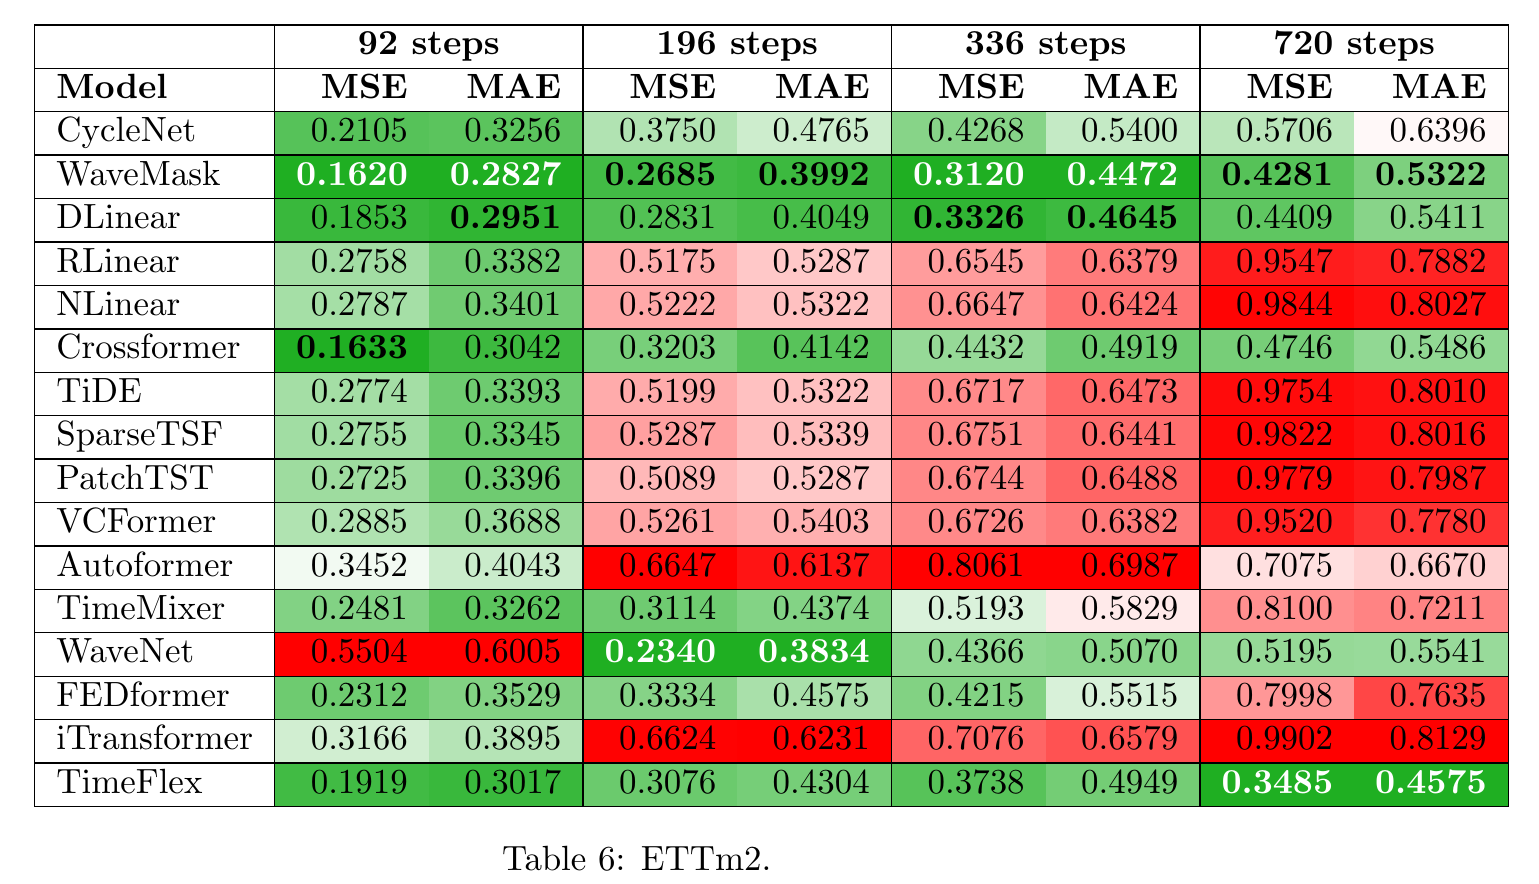 92 steps 196 steps 336 steps 720 steps
Model MSE MAE MSE MAE MSE MAE MSE MAE
CycleNet 0.2105 0.3256 0.3750 0.4765 0.4268 0.5400 0.5706 0.6396
WaveMask 0.1620 0.2827 0.2685 0.3992 0.3120 0.4472 0.4281 0.5322
DLinear 0.1853 0.2951 0.2831 0.4049 0.3326 0.4645 0.4409 0.5411
RLinear 0.2758 0.3382 0.5175 0.5287 0.6545 0.6379 0.9547 0.7882
NLinear 0.2787 0.3401 0.5222 0.5322 0.6647 0.6424 0.9844 0.8027
Crossformer 0.1633 0.3042 0.3203 0.4142 0.4432 0.4919 0.4746 0.5486
TiDE 0.2774 0.3393 0.5199 0.5322 0.6717 0.6473 0.9754 0.8010
SparseTSF 0.2755 0.3345 0.5287 0.5339 0.6751 0.6441 0.9822 0.8016
PatchTST 0.2725 0.3396 0.5089 0.5287 0.6744 0.6488 0.9779 0.7987
VCFormer 0.2885 0.3688 0.5261 0.5403 0.6726 0.6382 0.9520 0.7780
Autoformer 0.3452 0.4043 0.6647 0.6137 0.8061 0.6987 0.7075 0.6670
TimeMixer 0.2481 0.3262 0.3114 0.4374 0.5193 0.5829 0.8100 0.7211
WaveNet 0.5504 0.6005 0.2340 0.3834 0.4366 0.5070 0.5195 0.5541
FEDformer 0.2312 0.3529 0.3334 0.4575 0.4215 0.5515 0.7998 0.7635
iTransformer 0.3166 0.3895 0.6624 0.6231 0.7076 0.6579 0.9902 0.8129
TimeFlex 0.1919 0.3017 0.3076 0.4304 0.3738 0.4949 0.3485 0.4575
Table 6: ETTm2.